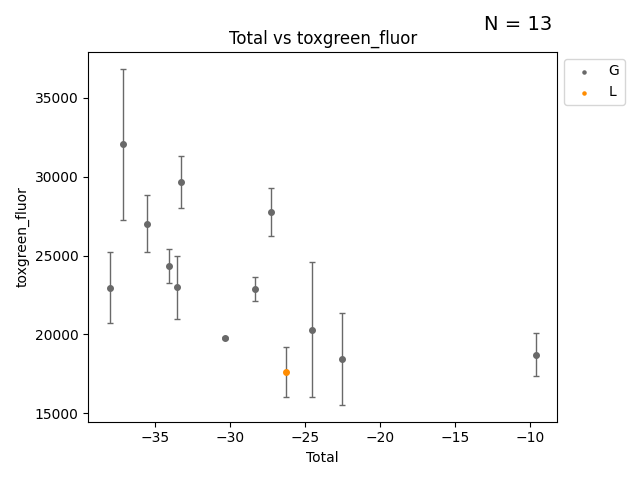 N = 13
Total vs toxgreen_fluor
G
L
toxgreen_fluor
35000
30000
25000
20000
15000
−35
−30
−25
−20
−15
−10
Total